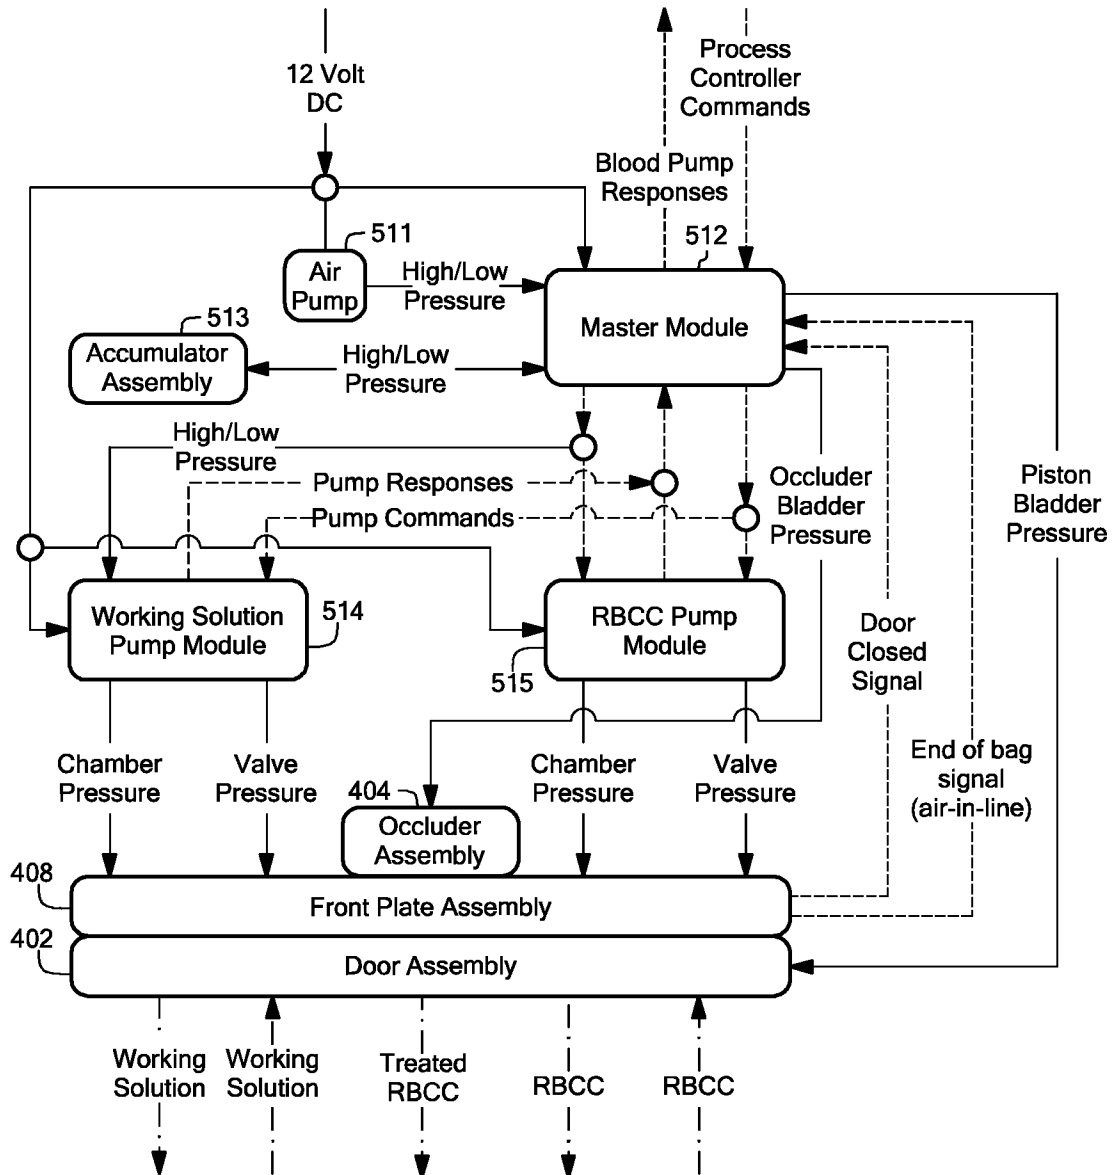 12 Volt
DC
Process
Controller
Commands
Blood Pump
Responses
511
512
Air
Pump
High/Low
Pressure
513
Master Module
Accumulator
Assembly
High/Low
Pressure
High/Low
Pressure
Pump Responses
Pump Commands
Occluder
Bladder
Pressure
Piston
Bladder
Pressure
Working Solution
Pump Module
514
RBCC Pump
Module
515
Door
Closed
Signal
Chamber
Pressure
Valve
Pressure
Chamber
Pressure
Valve
Pressure
End of bag
signal
(air-in-line)
404
Occluder
Assembly
408
Front Plate Assembly
402
Door Assembly
Working
Solution
Working
Solution
Treated
RBCC
RBCC
RBCC